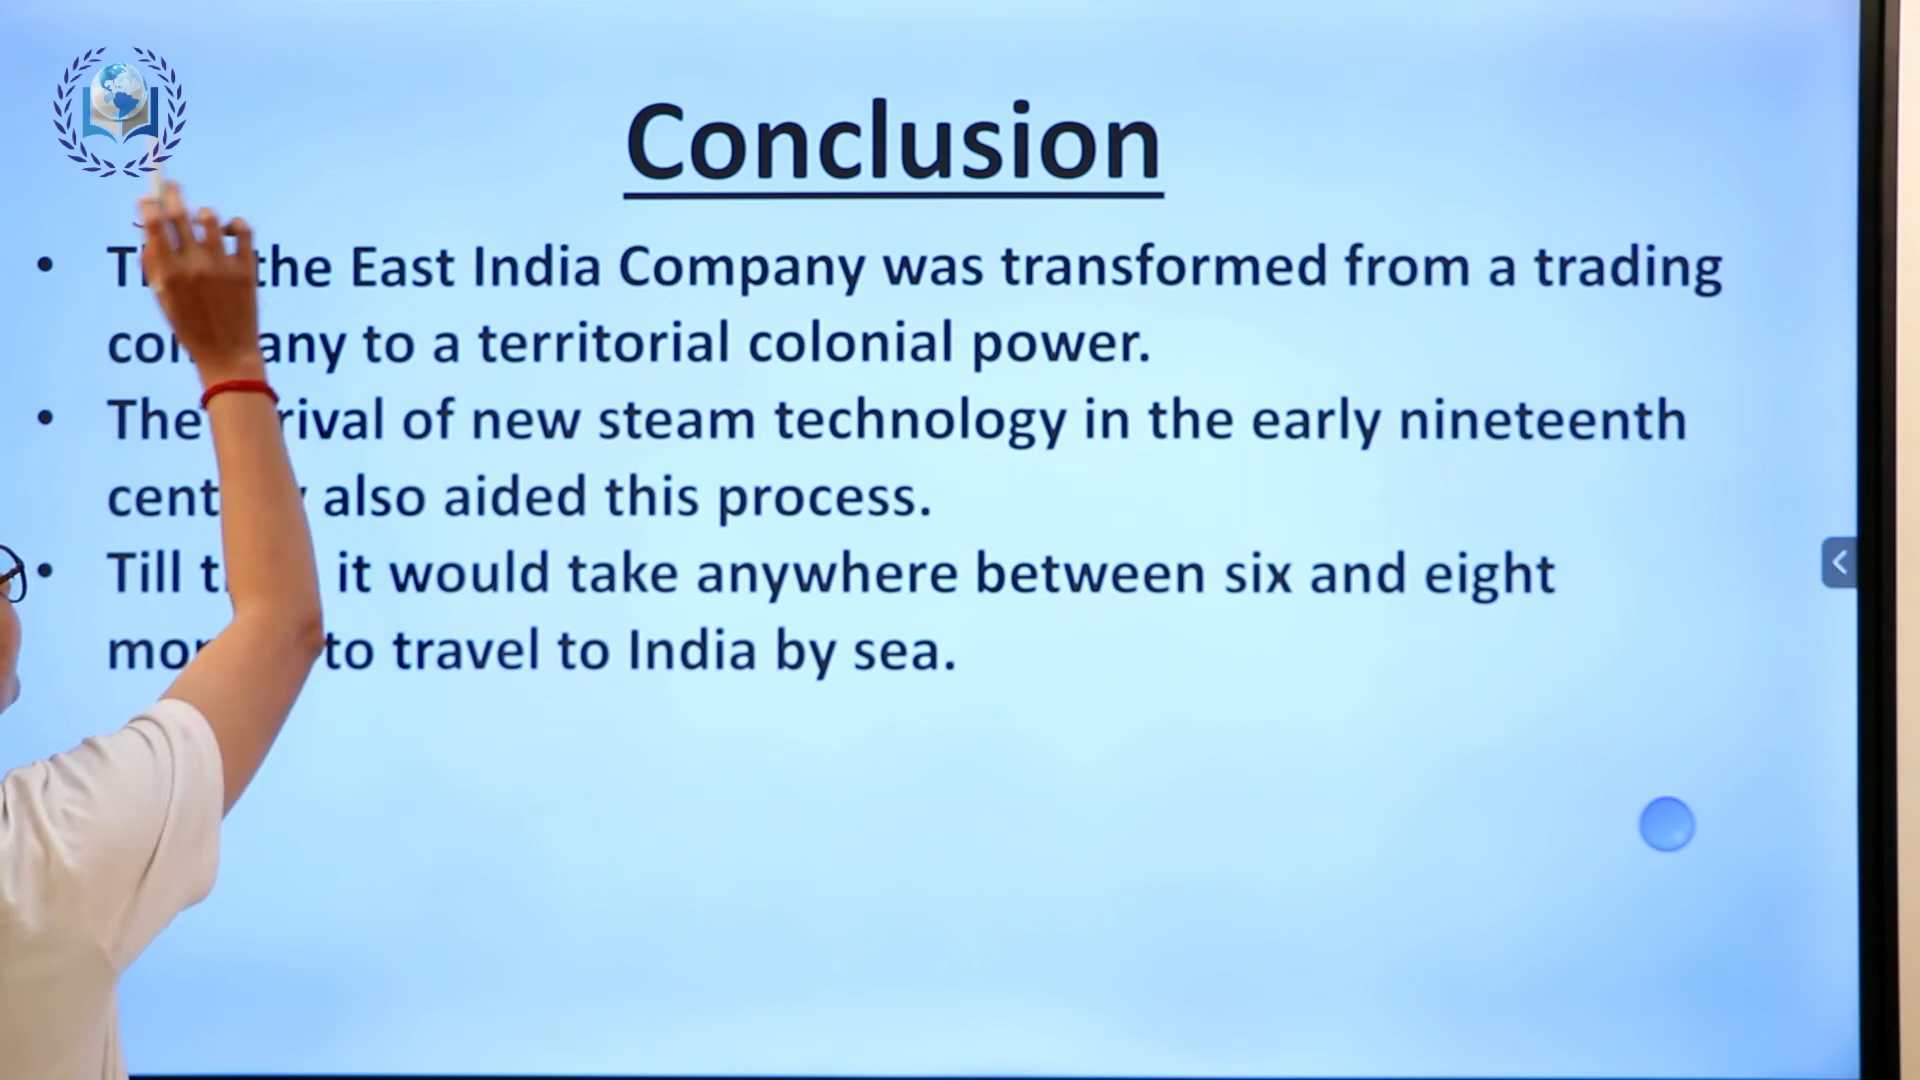 Conclusion
• the East India Company was transformed from a trading
to a territorial colonial power.
• The of new steam technology in the early nineteenth
also aided this process.
• Till it would take anywhere between six and eight
to travel to India by sea.